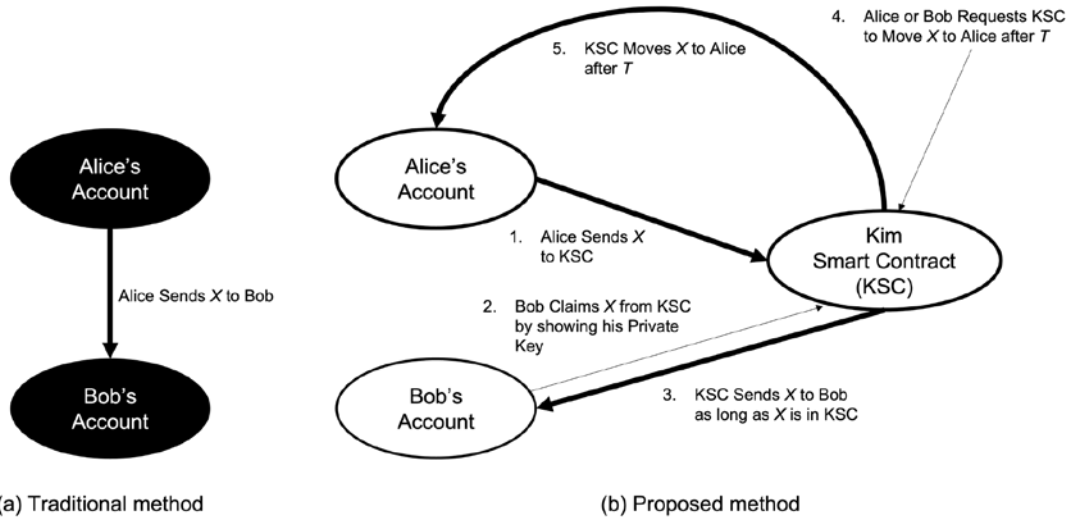 Alice's
Account
Alice Sends X to Bob
Bob's
Account
(a) Traditional method
4. Alice or Bob Requests KSC
to Move X to Alice after T
5. KSC Moves X to Alice
after T
Alice's
Account
1. Alice Sends X
to KSC
Kim
Smart Contract
(KSC)
2. Bob Claims X from KSC
by showing his Private
Key
Bob's
Account
3. KSC Sends X to Bob
as long as X is in KSC
(b) Proposed method